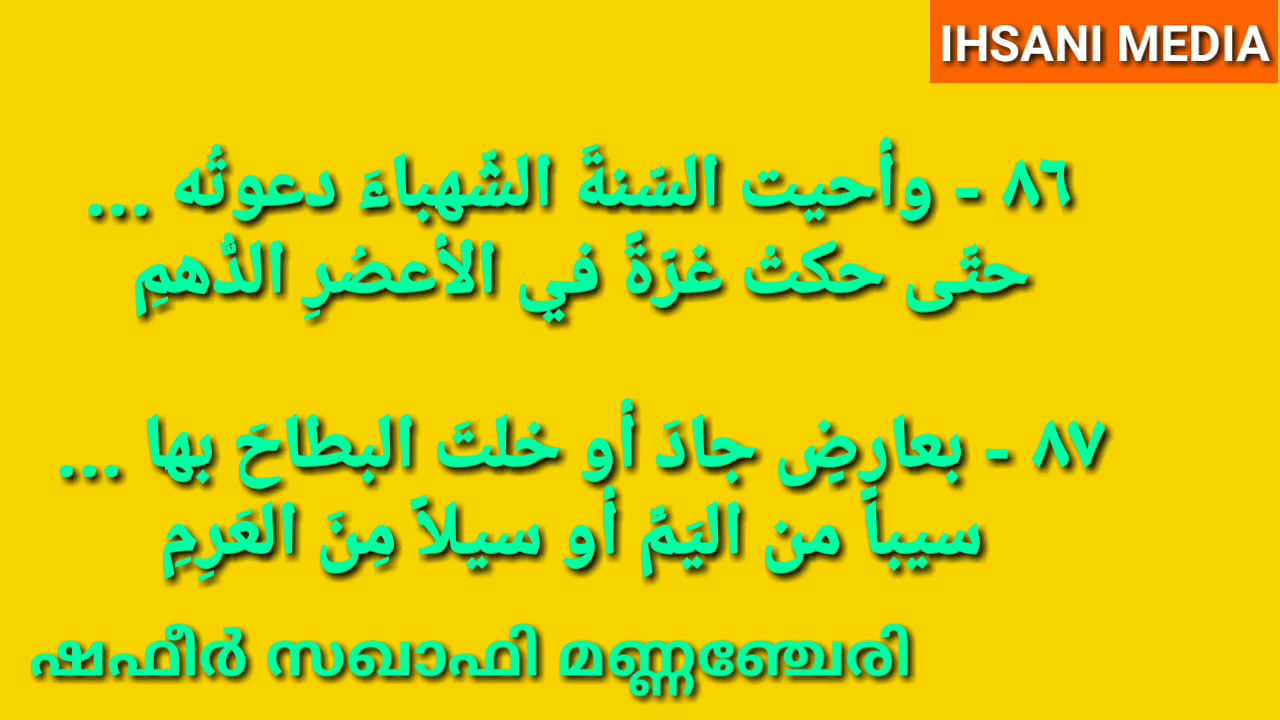 IHSANI MEDIA
٨٦ - وأحيت السّنةَ الشّهباءَ دعوتُه ...
حتّى حكتْ غرّةً في الأعصُرِ الدُّهمِ
٨٧ - بعارضِ جادَ أو خلتَ البطاحَ بها ...
سيباً من اليَمِّ أو سيلاً مِنَ العَرِمِ
ഷഫീർ സഖാഫി മണ്ണഞ്ചേരി